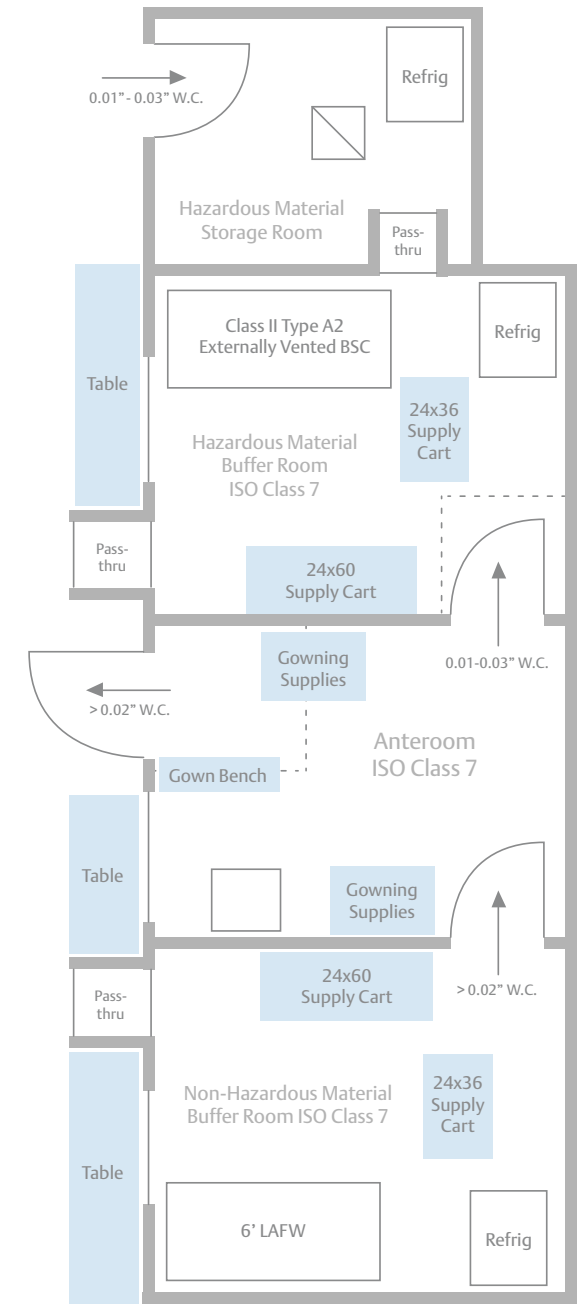 Refrig
0.01”- 0.03” W.C.
Hazardous Material
Storage Room
Pass-
thru
Class II Type A2
Externally Vented BSC
Refrig
Table
24x36
Supply
Cart
Hazardous Material
Buffer Room
ISO Class 7
Pass-
thru
24x60
Supply Cart
Gowning
Supplies
0.01-0.03” W.C.
> 0.02” W.C.
Anteroom
ISO Class 7
Gown Bench
Table
Gowning
Supplies
24x60
Supply Cart
> 0.02” W.C.
Pass-
thru
Non-Hazardous Material
Buffer Room ISO Class 7
24x36
Supply
Cart
Table
6’ LAFW
Refrig